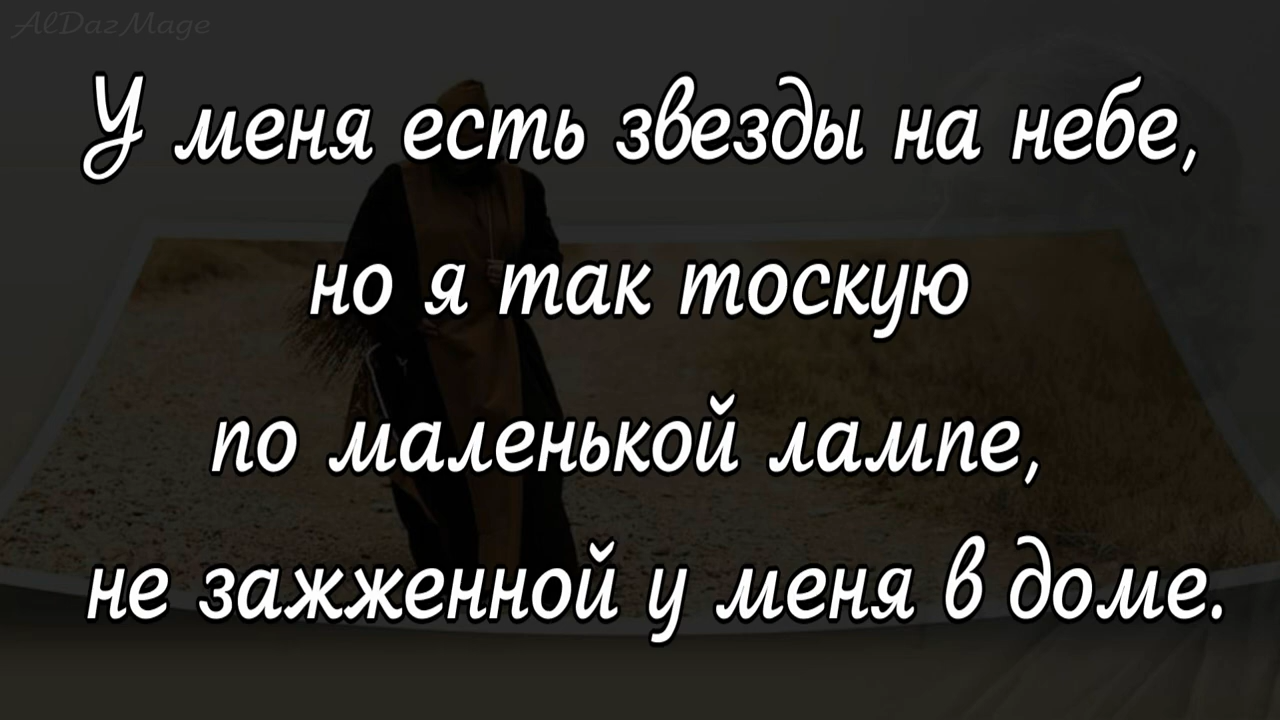 AlDazMage
У меня есть звезды на небе,
но я так тоскую
по маленькой лампе,
не зажженной у меня в доме.